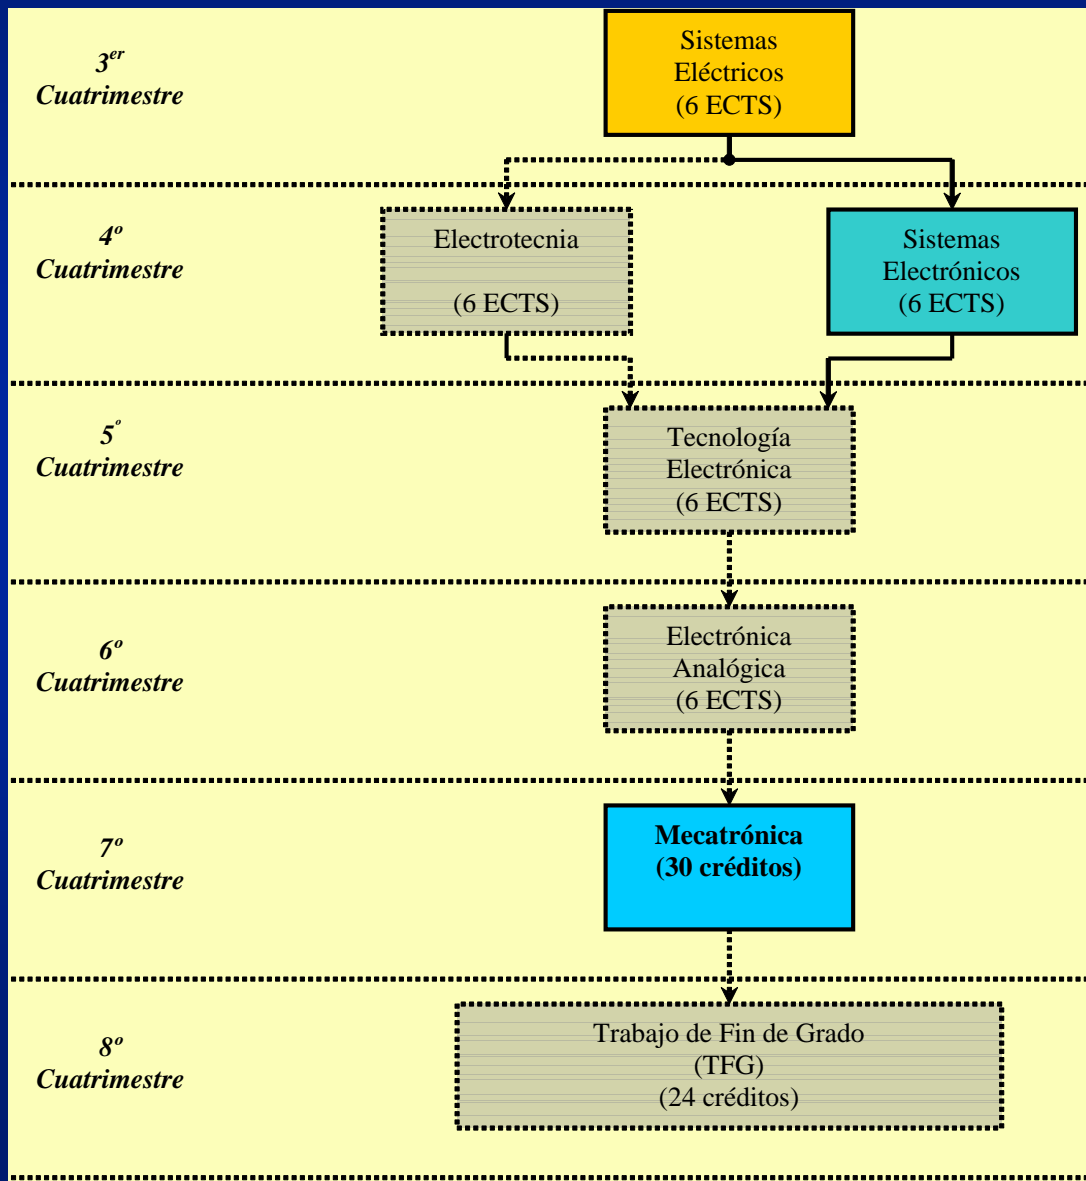 3er
Cuatrimestre
Sistemas
Eléctricos
(6 ECTS)
4º
Cuatrimestre
Electrotecnia
(6 ECTS)
Sistemas
Electrónicos
(6 ECTS)
5º
Cuatrimestre
Tecnología
Electrónica
(6 ECTS)
6º
Cuatrimestre
Electrónica
Analógica
(6 ECTS)
7º
Cuatrimestre
Mecatrónica
(30 créditos)
8º
Cuatrimestre
Trabajo de Fin de Grado
(TFG)
(24 créditos)